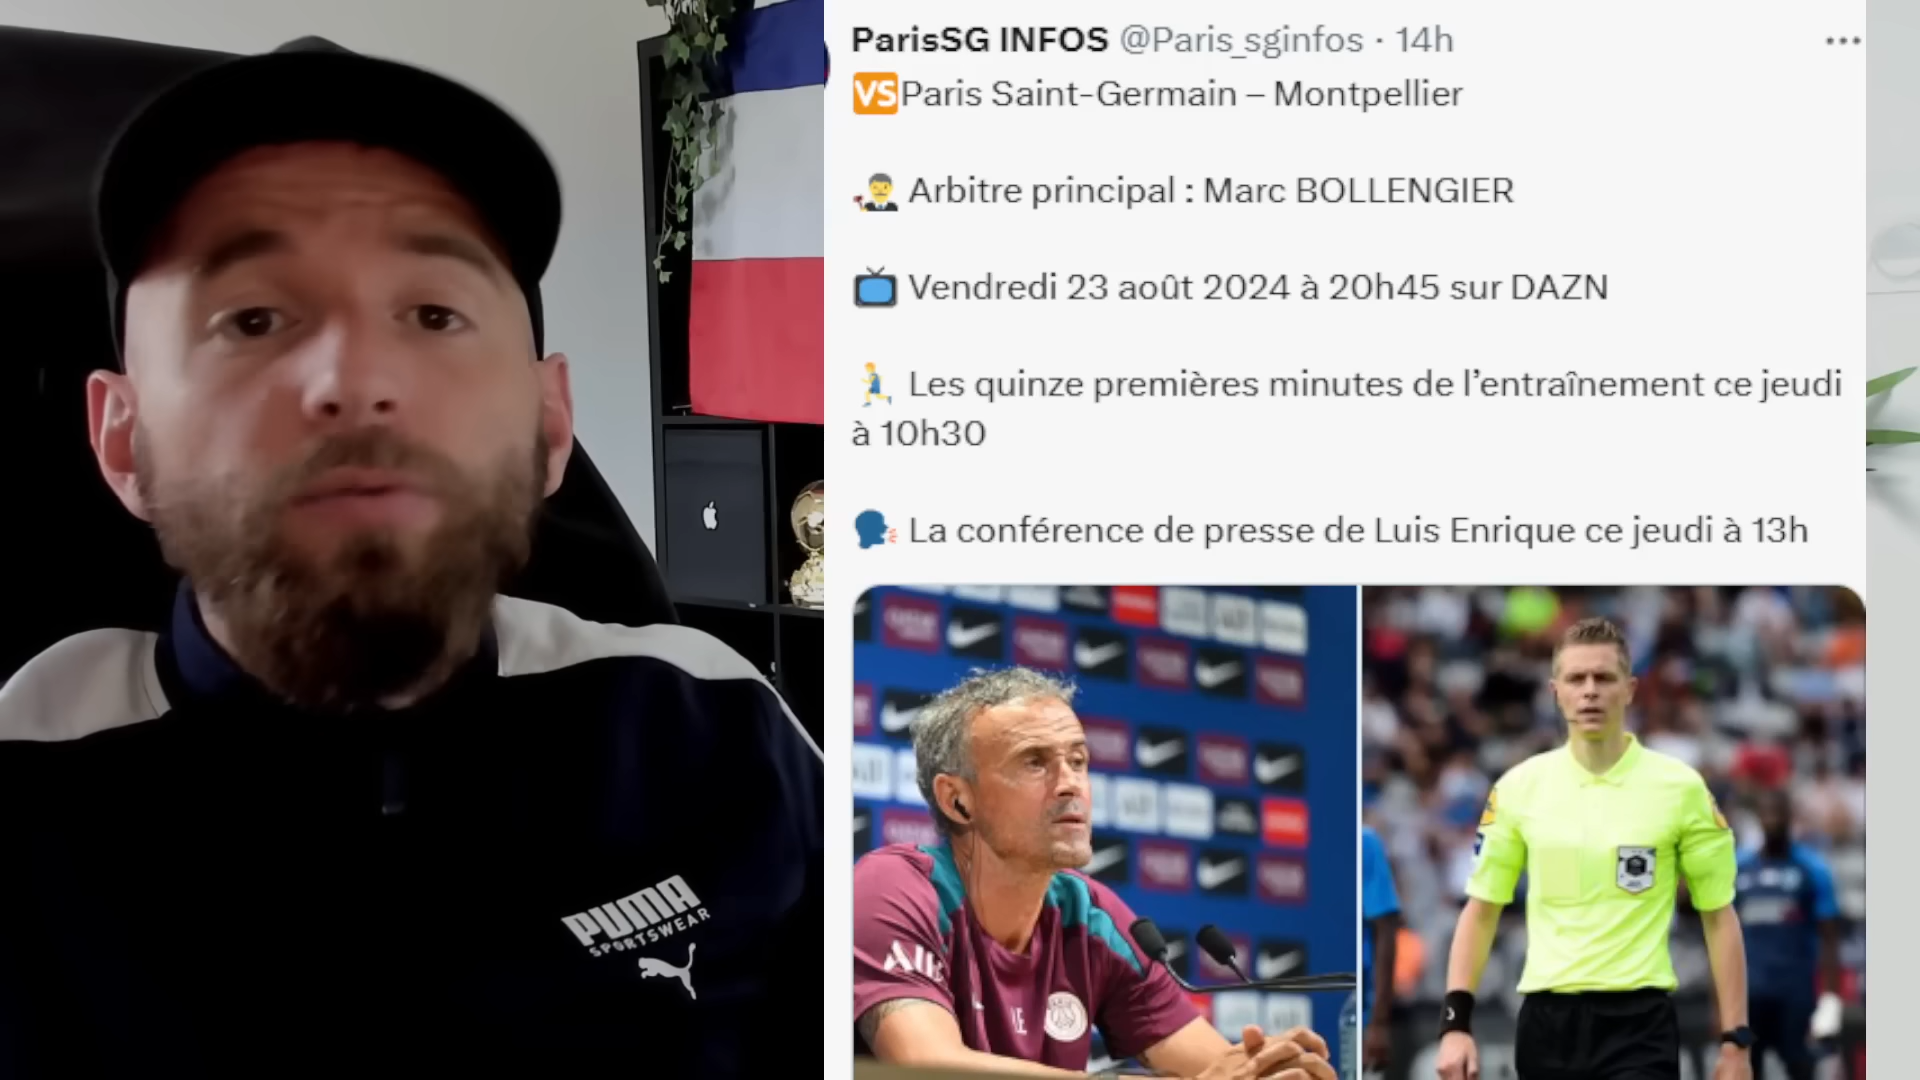 ParisSG INFOS @Paris_sginfos · 14h
VS Paris Saint-Germain – Montpellier
Arbitre principal : Marc BOLLENGIER
Vendredi 23 août 2024 à 20h45 sur DAZN
Les quinze premières minutes de l’entraînement ce jeudi
à 10h30
La conférence de presse de Luis Enrique ce jeudi à 13h
PUMA
SPORTSWEAR